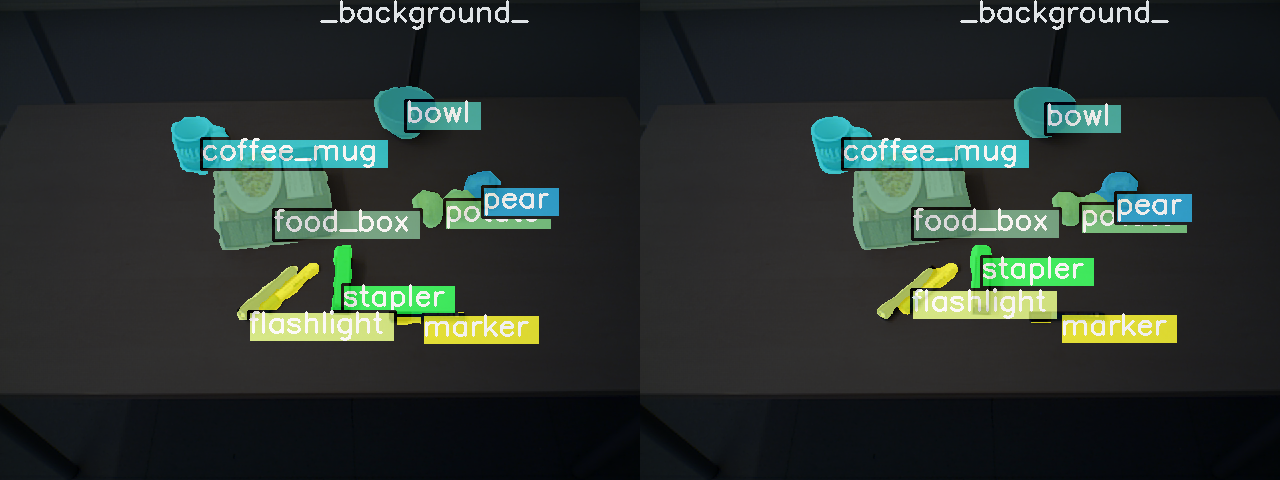 _background_ _background_
bowl bowl
coffee_mug coffee_mug
pear pear
food_box food_box
stapler stapler
flashlight flashlight
marker marker